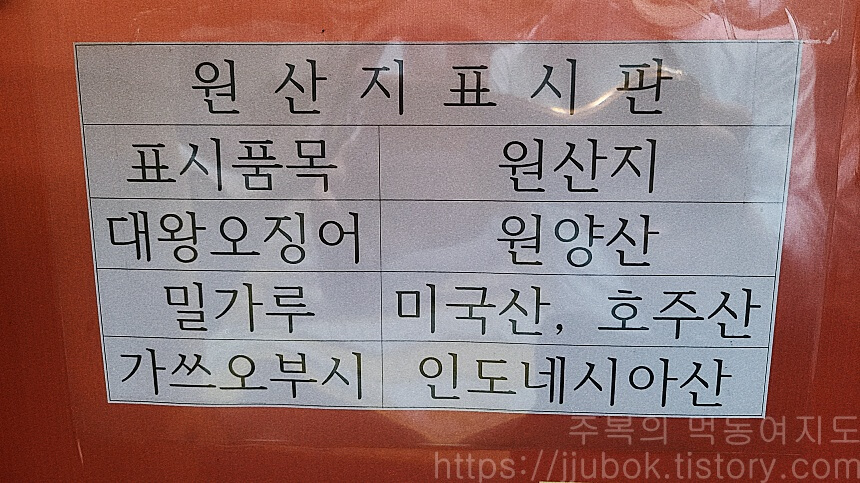 원 산 지 표 시 판
표시품목 원산지
대왕오징어 원양산
밀가루 미국산, 호주산
가쓰오부시 인도네시아산
주복의 먹동여지도
https://jjubok.tistory.com